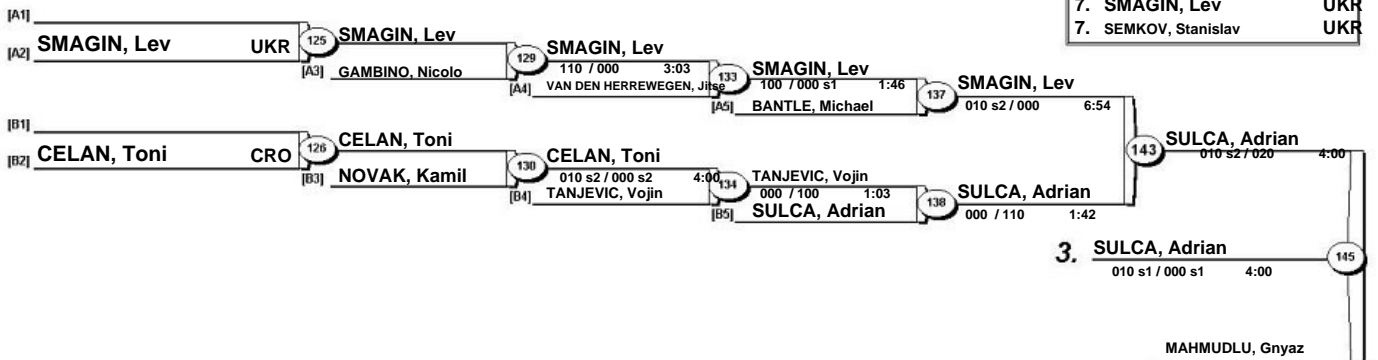 7. SMAGIN, Lev UKR
7. SEMKOV, Stanislav UKR
[A1]
[A2] SMAGIN, Lev UKR
125
SMAGIN, Lev
[A3] GAMBINO, Nicolo
129
SMAGIN, Lev
110 / 000 3:03
[A4] VAN DEN HERREWEGEN, Jitse
133
SMAGIN, Lev
100 / 000 s1 1:46
[A5] BANTLE, Michael
137
SMAGIN, Lev
010 s2 / 000 6:54
[B1]
[B2] CELAN, Toni CRO
126
CELAN, Toni
[B3] NOVAK, Kamil
130
CELAN, Toni
010 s2 / 000 s2 4:00
[B4] TANJEVIC, Vojin
134
TANJEVIC, Vojin
000 / 100 1:03
[B5] SULCA, Adrian
138
SULCA, Adrian
000 / 110 1:42
143
SULCA, Adrian
010 s2 / 020 4:00
3. SULCA, Adrian
010 s1 / 000 s1 4:00
145
MAHMUDLU, Gnyaz